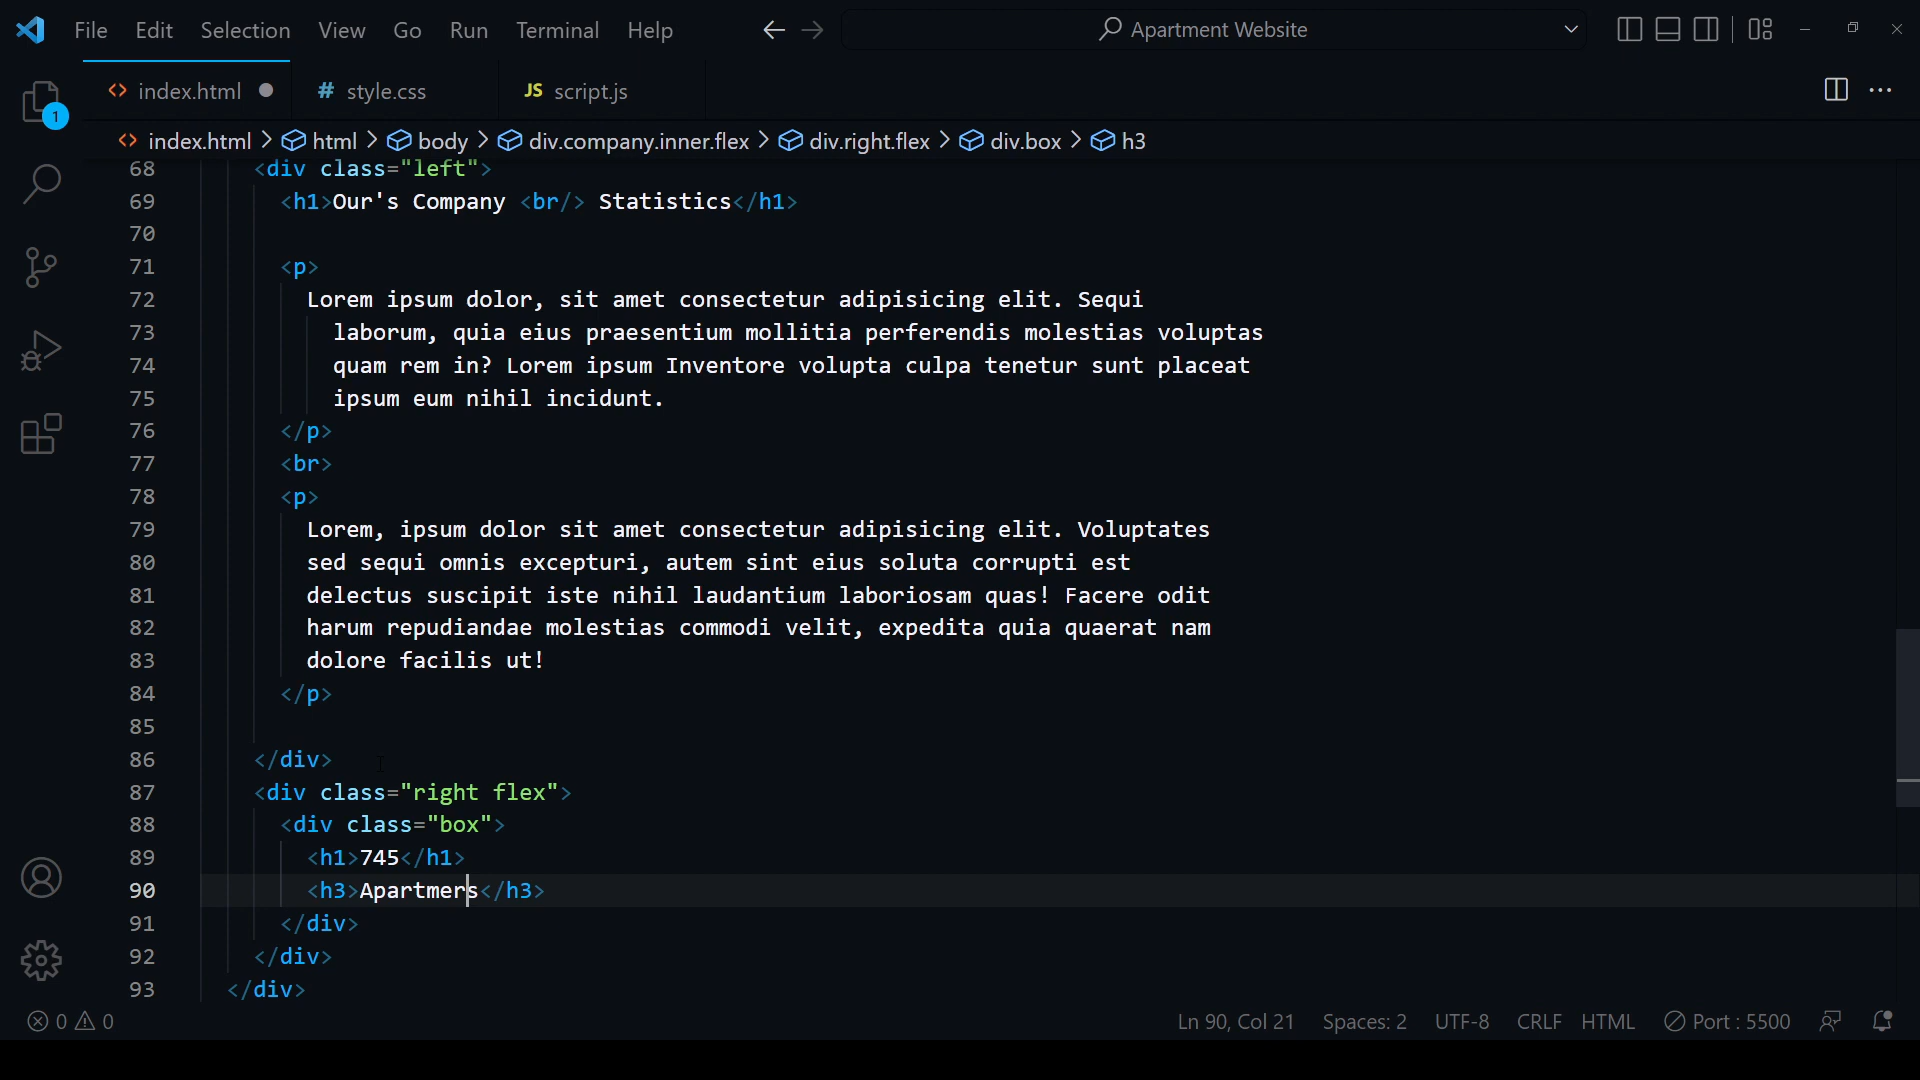 File Edit Selection View Go Run Terminal Help Apartment Website
index.html # style.css JS script.js
1
index.html > html > body > div.company.inner.flex > div.right.flex > div.box > h3
68 <div class="left">
69 <h1>Our's Company <br/> Statistics</h1>
70
71 <p>
72 Lorem ipsum dolor, sit amet consectetur adipisicing elit. Sequi
73 laborum, quia eius praesentium mollitia perferendis molestias voluptas
74 quam rem in? Lorem ipsum Inventore volupta culpa tenetur sunt placeat
75 ipsum eum nihil incidunt.
76 </p>
77 <br>
78 <p>
79 Lorem, ipsum dolor sit amet consectetur adipisicing elit. Voluptates
80 sed sequi omnis excepturi, autem sint eius soluta corrupti est
81 delectus suscipit iste nihil laudantium laboriosam quas! Facere odit
82 harum repudiandae molestias commodi velit, expedita quia quaerat nam
83 dolore facilis ut!
84 </p>
85
86 </div>
87 <div class="right flex">
88 <div class="box">
89 <h1>745</h1>
90 <h3>Apartmers</h3>
91 </div>
92 </div>
93 </div>
0 0 Ln 90, Col 21 Spaces: 2 UTF-8 CRLF HTML Port : 5500